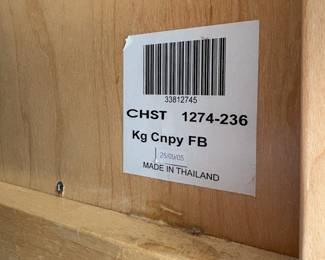 33812745
CHST 1274-236
Kg Cnpy FB
25/09/05
MADE IN THAILAND